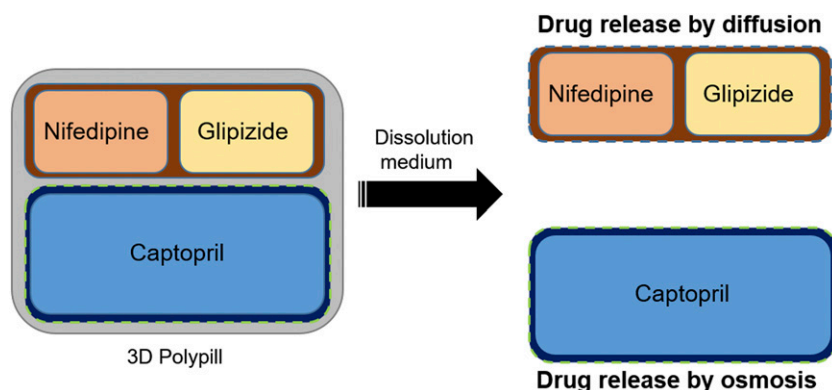 Drug release by diffusion
Nifedipine
Glipizide
Captopril
3D Polypill
Dissolution
medium
Nifedipine
Glipizide
Captopril
Drug release by osmosis